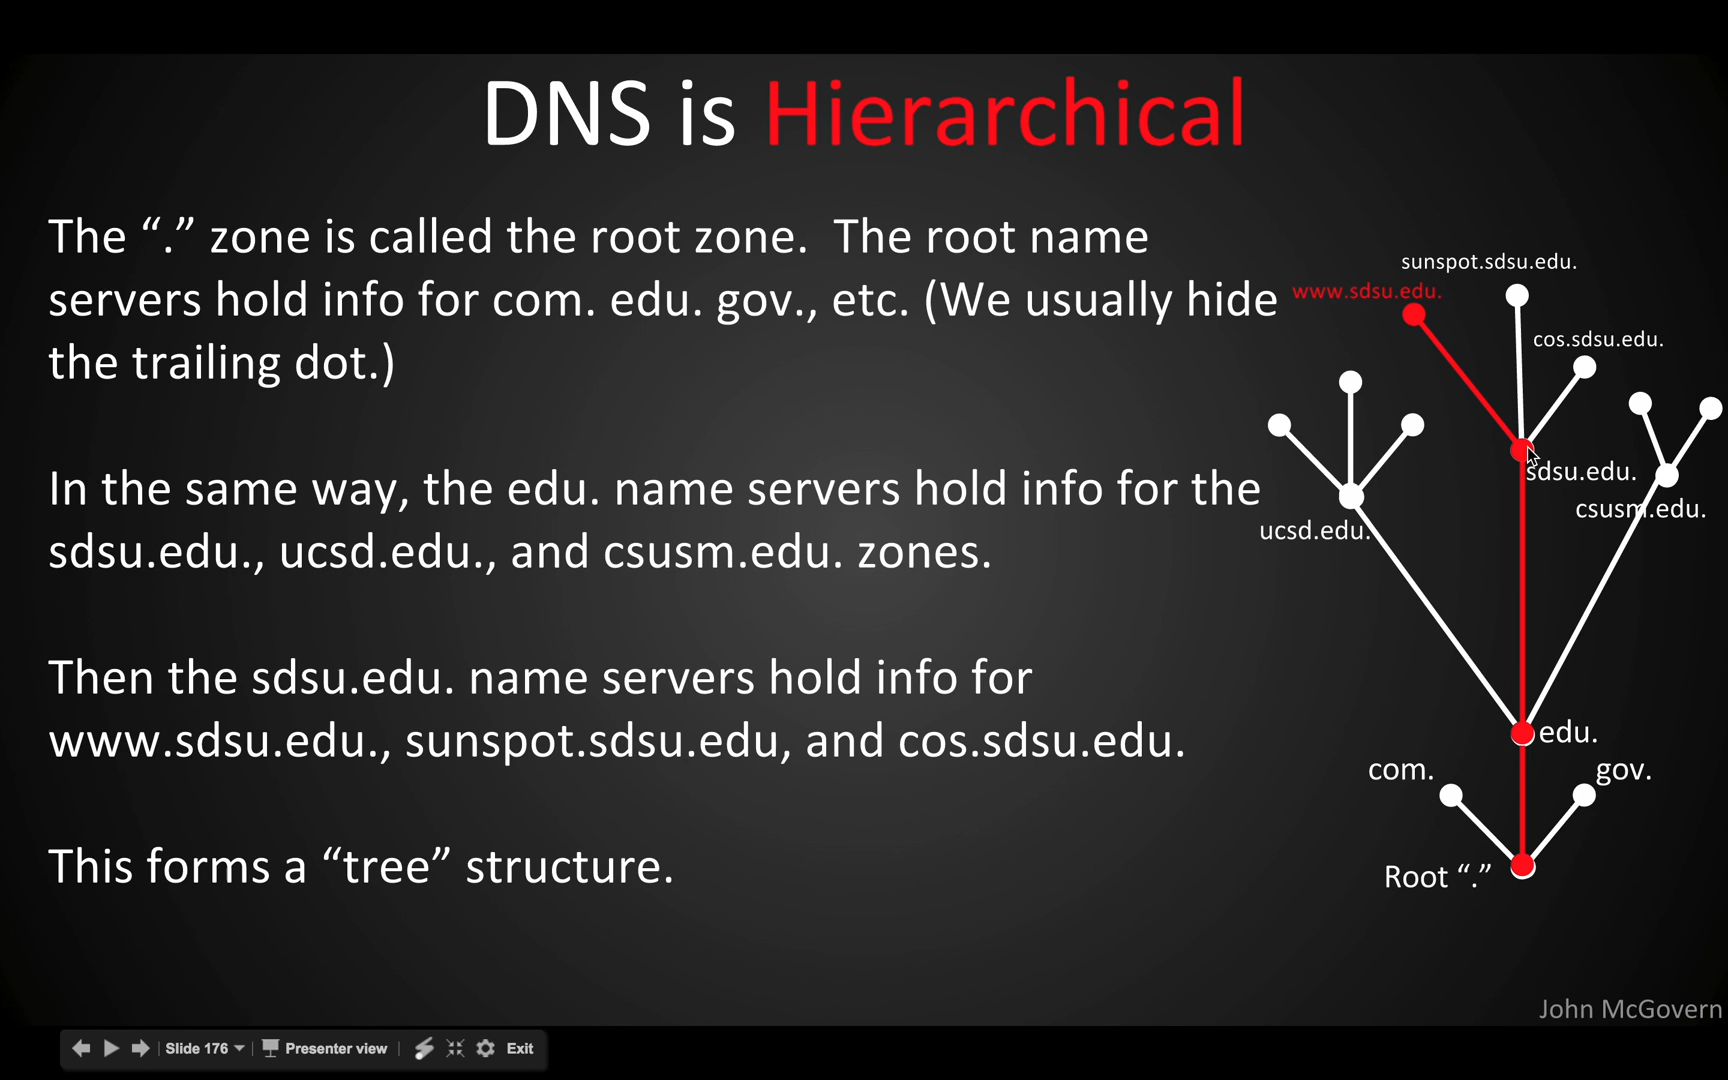 DNS is Hierarchical
The “.” zone is called the root zone.  The root name
servers hold info for com. edu. gov., etc. (We usually hide
the trailing dot.)
In the same way, the edu. name servers hold info for the
sdsu.edu., ucsd.edu., and csusm.edu. zones.
Then the sdsu.edu. name servers hold info for
www.sdsu.edu., sunspot.sdsu.edu, and cos.sdsu.edu.
This forms a “tree” structure.
sunspot.sdsu.edu.
www.sdsu.edu.
cos.sdsu.edu.
sdsu.edu.
csusm.edu.
ucsd.edu.
edu.
com.
gov.
Root “.”
John McGovern
Slide 176
Presenter view
Exit